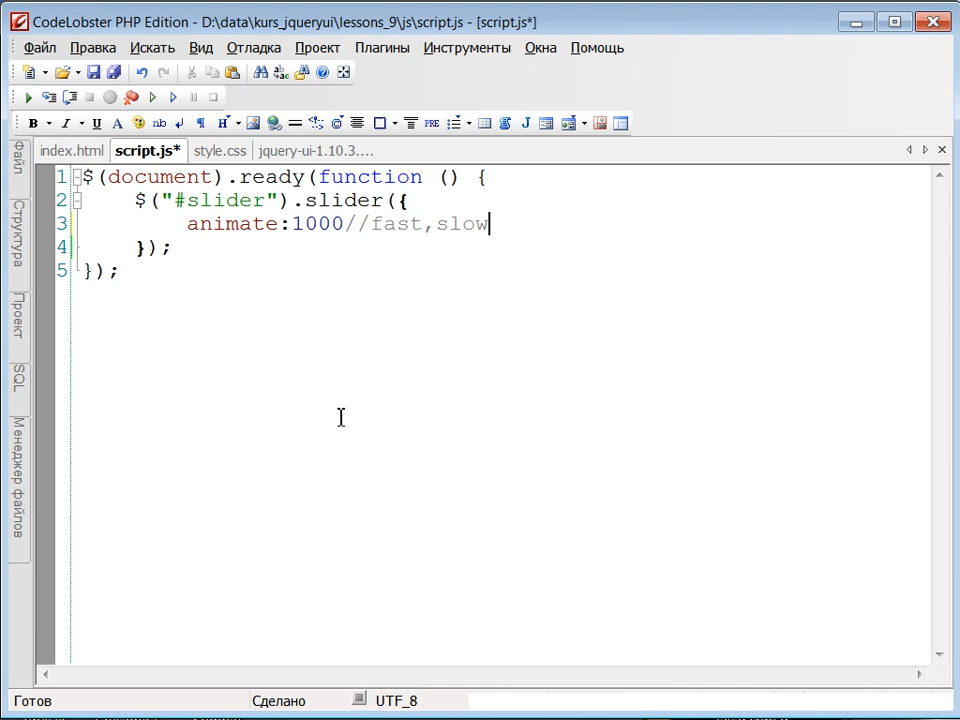 CodeLobster PHP Edition - D:\data\kurs_jqueryui\lessons_9\js\script.js - [script.js*]
Файл Правка Искать Вид Отладка Проект Плагины Инструменты Окна Помощь
B I U A nb H PRE J
index.html script.js* style.css jquery-ui-1.10.3....
1 $(document).ready(function () {
2 $("#slider").slider({
3 animate:1000//fast,slow
4 });
5 });
Файл
Структура
Проект
SQL
Менеджер файлов
Готов Сделано UTF_8